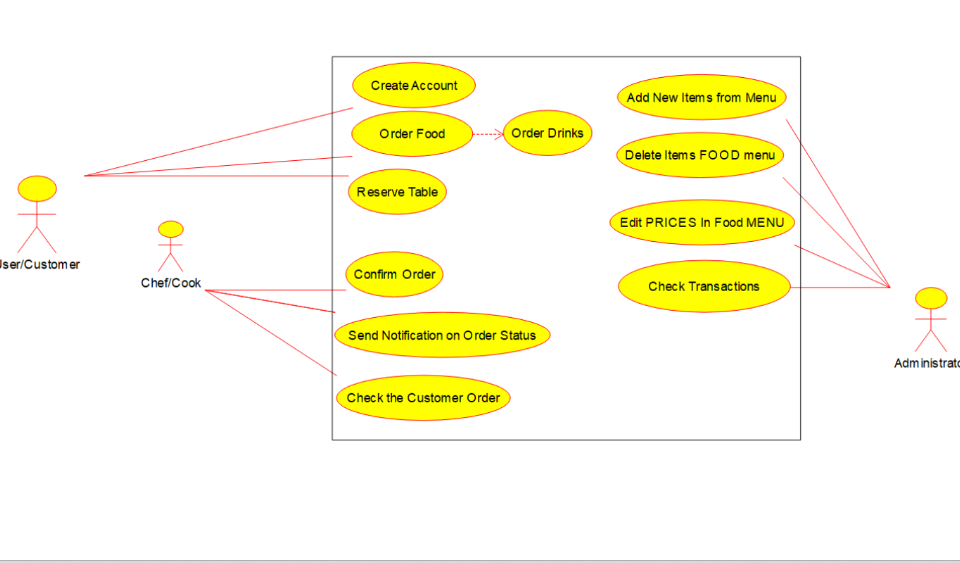 Create Account
Add New Items from Menu
Order Food
Order Drinks
Delete Items FOOD menu
Reserve Table
Edit PRICES In Food MENU
User/Customer
Chef/Cook
Confirm Order
Check Transactions
Send Notification on Order Status
Administrato
Check the Customer Order